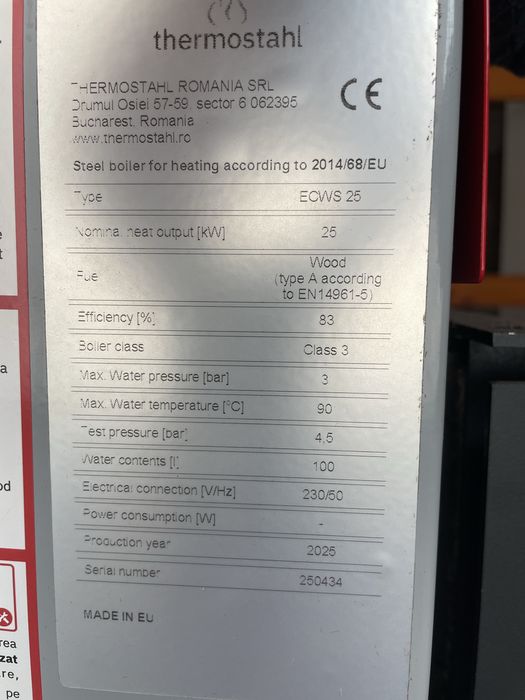 thermostahl
THERMOSTAHL ROMANIA SRL
Drumul Osiei 57-59, sector 6 062395
Bucharest, Romania
www.thermostahl.ro
CE
Steel boiler for heating according to 2014/68/EU
Type ECWS 25
Nominal heat output [kW] 25
Fuel Wood
(type A according
to EN14961-5)
Efficiency [%] 83
Boiler class Class 3
Max. Water pressure [bar] 3
Max. Water temperature [°C] 90
Test pressure [bar] 4,5
Water contents [l] 100
Electrical connection [V/Hz] 230/50
Power consumption [W] -
Production year 2025
Serial number 250434
MADE IN EU
zat
pe